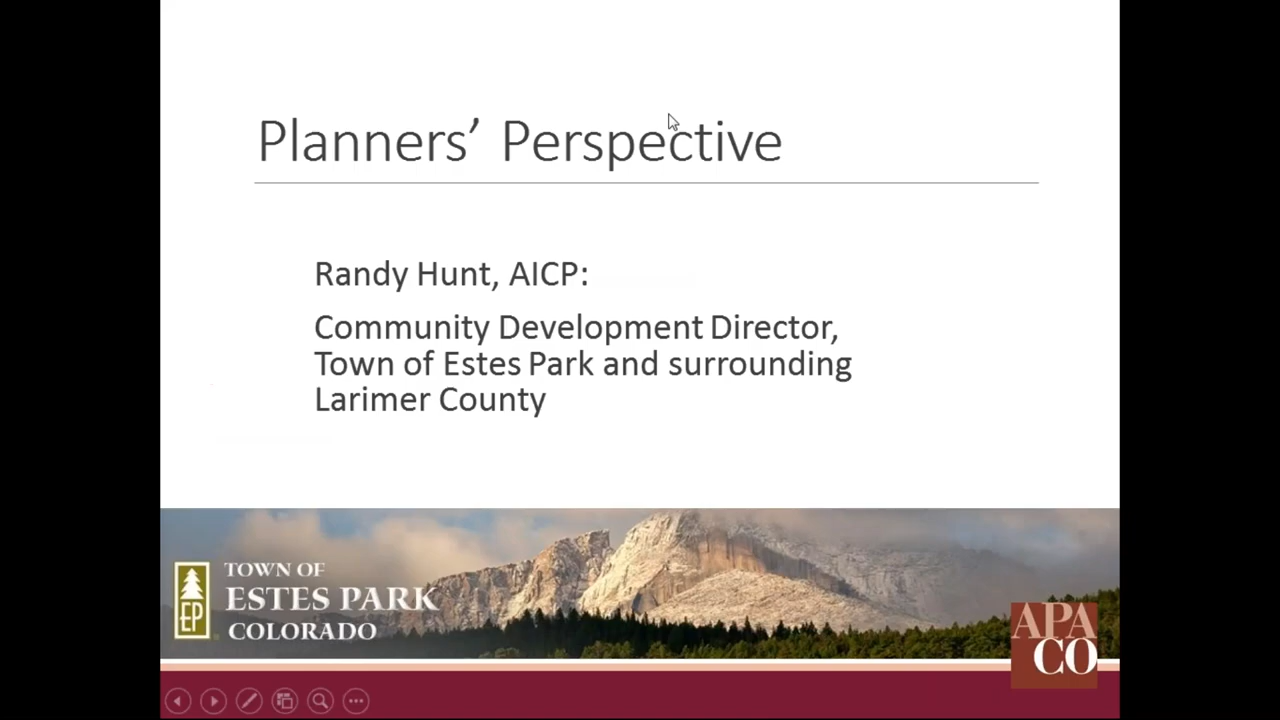 Planners’ Perspective
Randy Hunt, AICP:
Community Development Director,
Town of Estes Park and surrounding
Larimer County
EP
TOWN OF
ESTES PARK
COLORADO
APA
CO